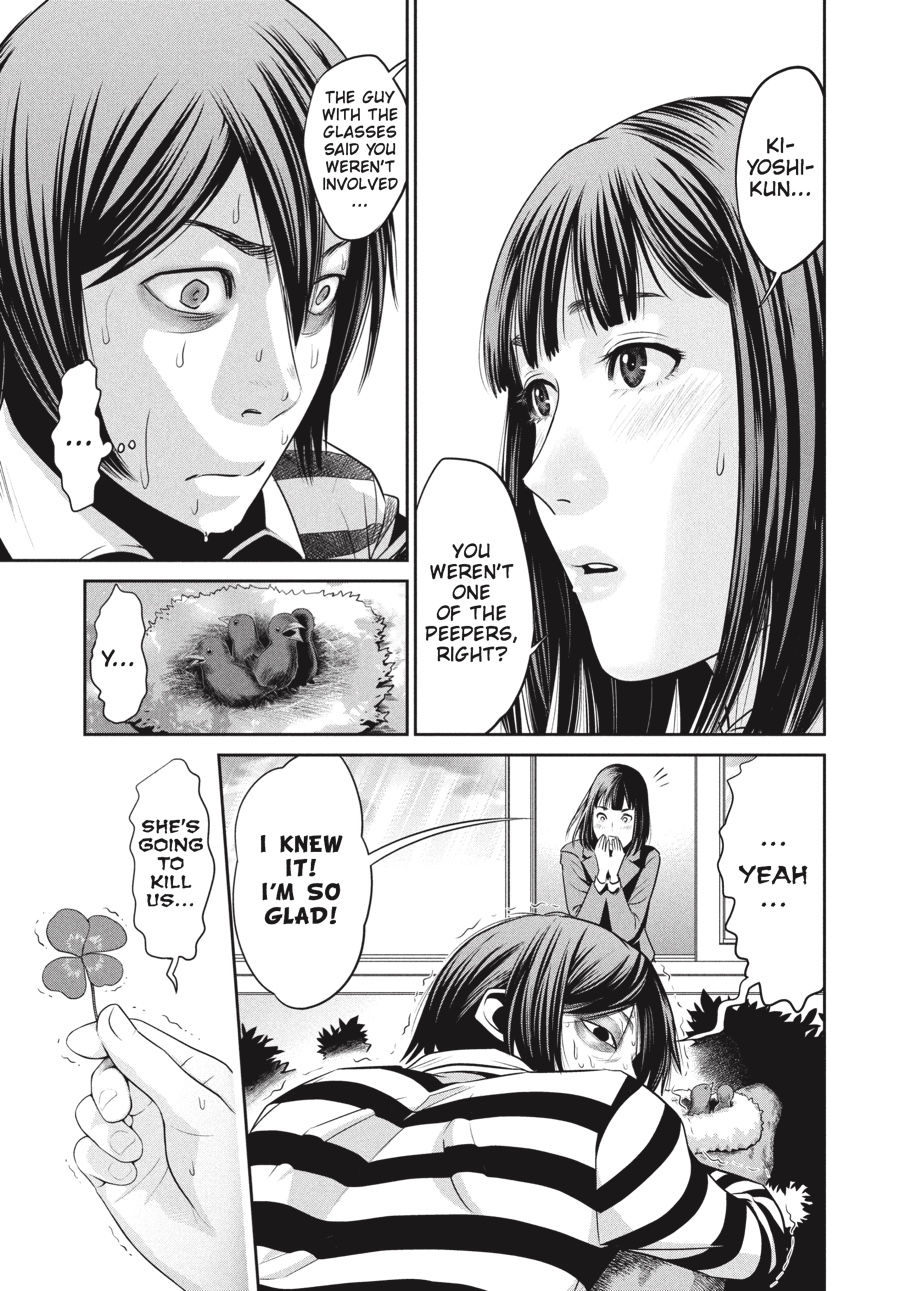 KI-
YOSHI-
KUN...
YOU
WEREN'T
ONE
OF THE
PEEPERS,
RIGHT?
THE GUY
WITH THE
GLASSES
SAID YOU
WEREN'T
INVOLVED
...
...
Y...
...
YEAH
...
I KNEW
IT!
I'M SO
GLAD!
SHE'S
GOING
TO
KILL
US...